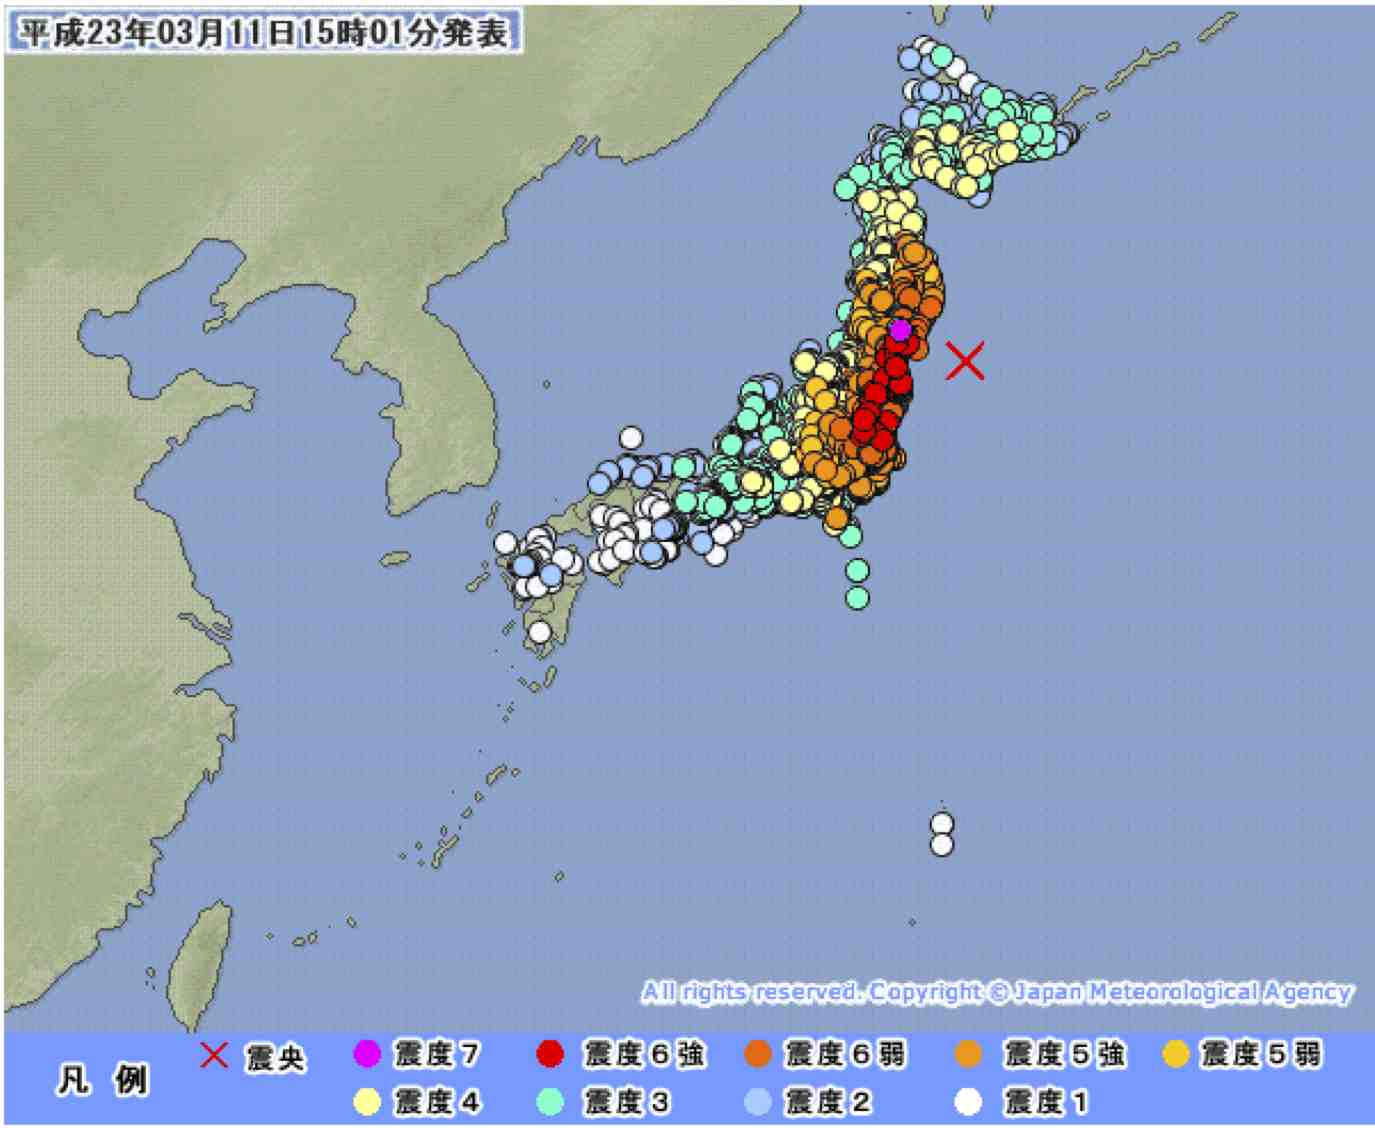 平成23年03月11日15時01分発表
All rights reserved. Copyright © Japan Meteorological Agency
凡 例
震央 震度7 震度6強 震度6弱 震度5強 震度5弱
震度4 震度3 震度2 震度1